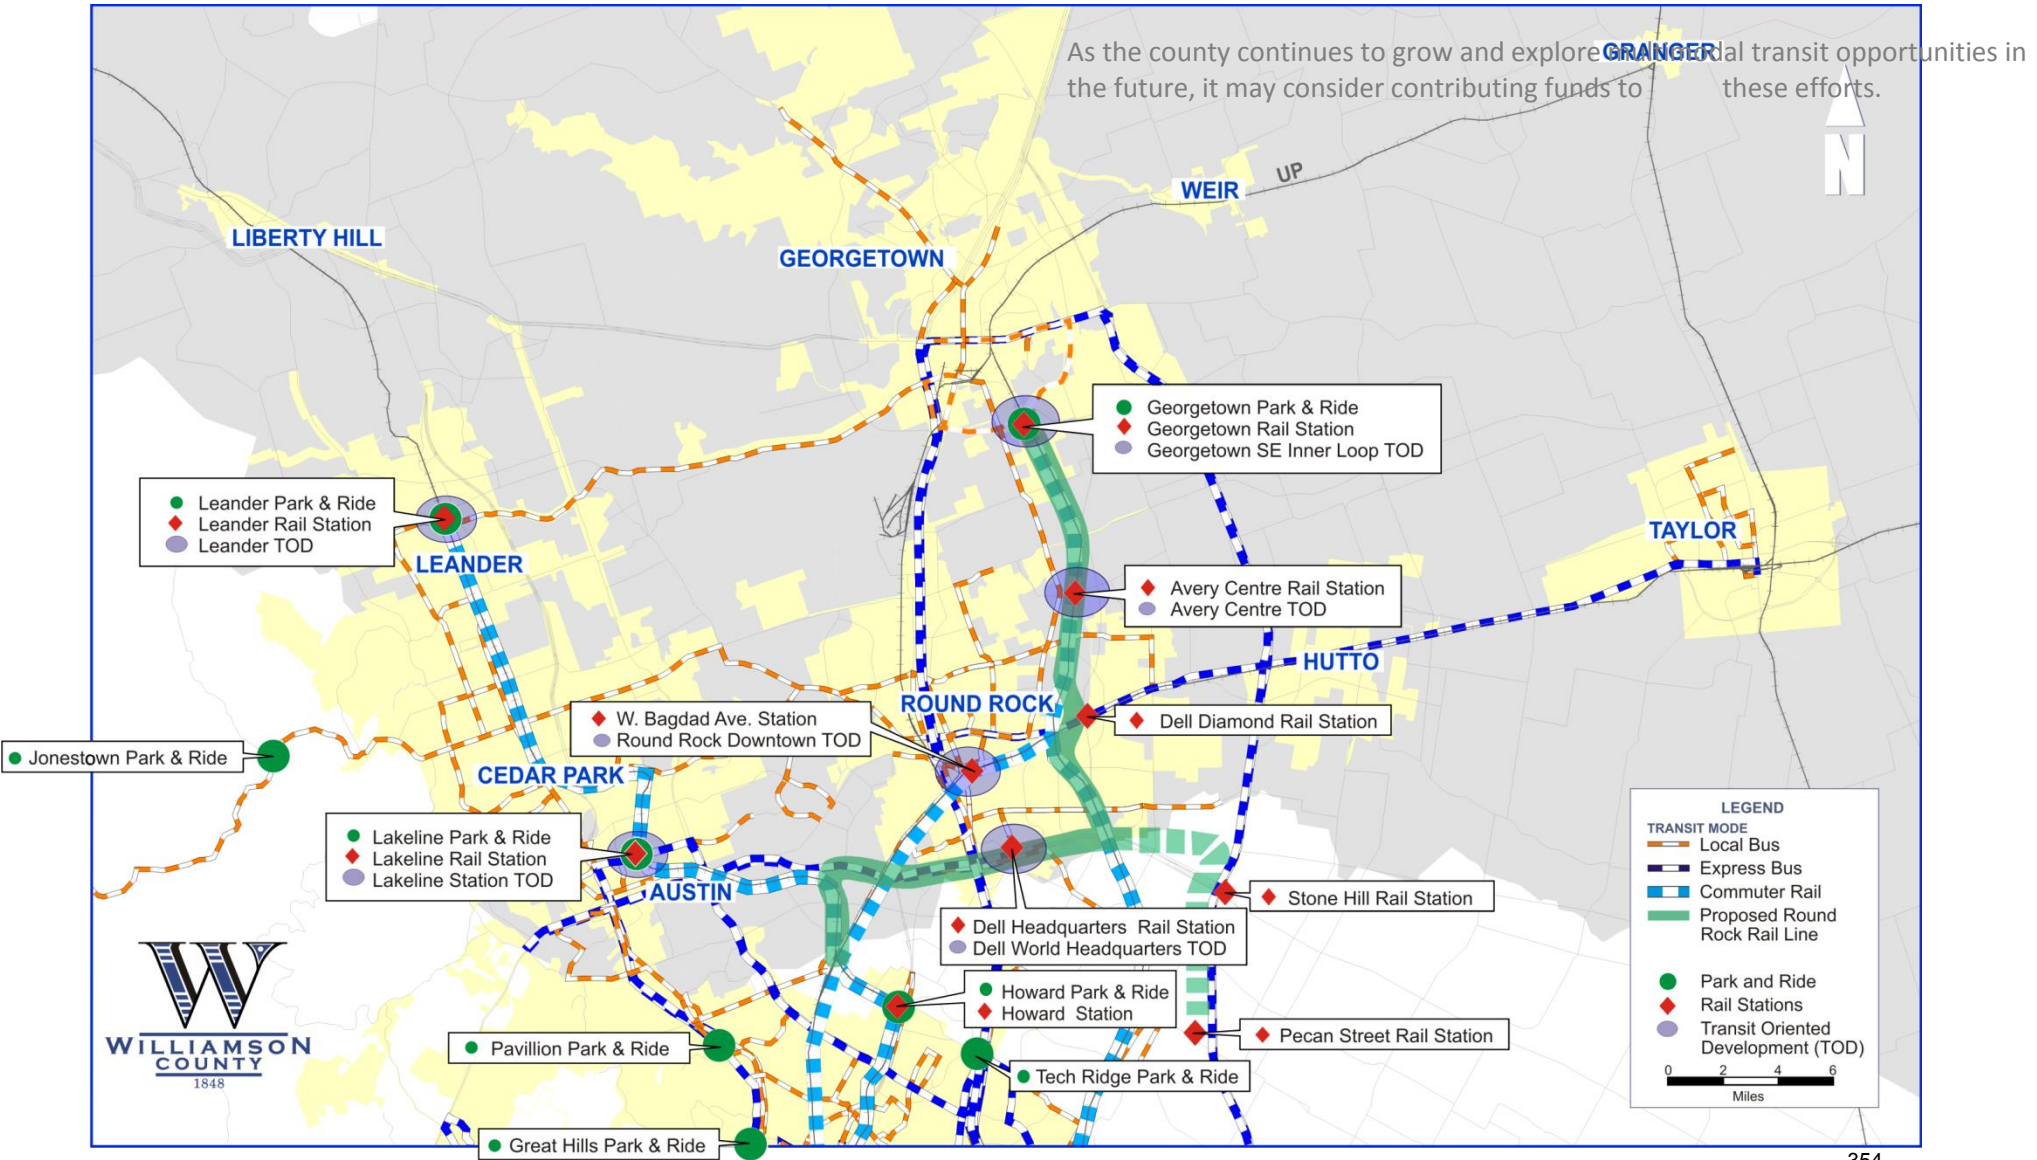 As the county continues to grow and explore multimodal transit opportunities in
the future, it may consider contributing funds to these efforts.
GRANGER
N
WEIR
UP
LIBERTY HILL
GEORGETOWN
Georgetown Park & Ride
Georgetown Rail Station
Georgetown SE Inner Loop TOD
Leander Park & Ride
Leander Rail Station
Leander TOD
LEANDER
TAYLOR
Avery Centre Rail Station
Avery Centre TOD
HUTTO
ROUND ROCK
W. Bagdad Ave. Station
Round Rock Downtown TOD
Dell Diamond Rail Station
Jonestown Park & Ride
CEDAR PARK
Lakeline Park & Ride
Lakeline Rail Station
Lakeline Station TOD
AUSTIN
Stone Hill Rail Station
Dell Headquarters Rail Station
Dell World Headquarters TOD
Howard Park & Ride
Howard Station
Pavillion Park & Ride
Pecan Street Rail Station
Tech Ridge Park & Ride
Great Hills Park & Ride
LEGEND
TRANSIT MODE
Local Bus
Express Bus
Commuter Rail
Proposed Round
Rock Rail Line
Park and Ride
Rail Stations
Transit Oriented
Development (TOD)
0 2 4 6
Miles
W
WILLIAMSON
COUNTY
1848
354